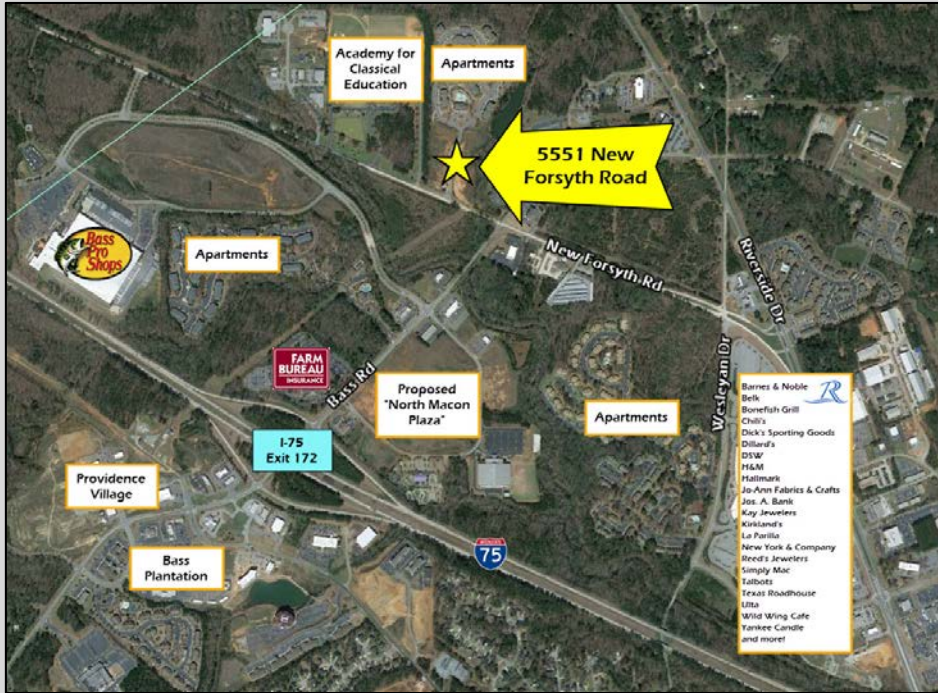 Academy for
Classical
Education
Apartments
5551 New
Forsyth Road
Bass
Pro
Shops
Apartments
New Forsyth Rd
Riverside Dr
FARM
BUREAU
INSURANCE
Bass Rd
Proposed
"North Macon
Plaza"
Apartments
Wesleyan Dr
I-75
Exit 172
Providence
Village
Bass
Plantation
75
R
Barnes & Noble
Belk
Bonefish Grill
Chili's
Dick's Sporting Goods
Dillard's
DSW
H&M
Hallmark
Jo-Ann Fabrics & Crafts
Jos. A. Bank
Kay Jewelers
Kirkland's
La Parilla
New York & Company
Reed's Jewelers
Simply Mac
Talbots
Texas Roadhouse
Ulta
Wild Wing Cafe
Yankee Candle
and more!